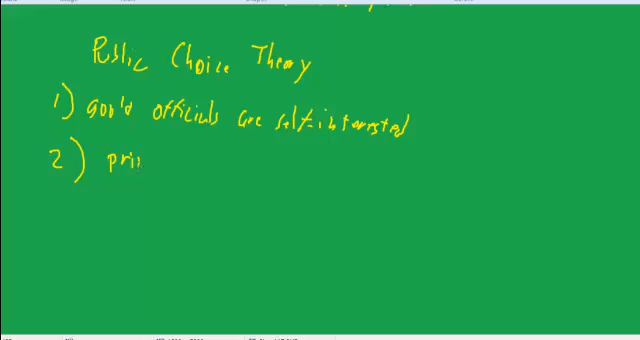 Public Choice Theory
1) gov't officials are self-interested
2) pri